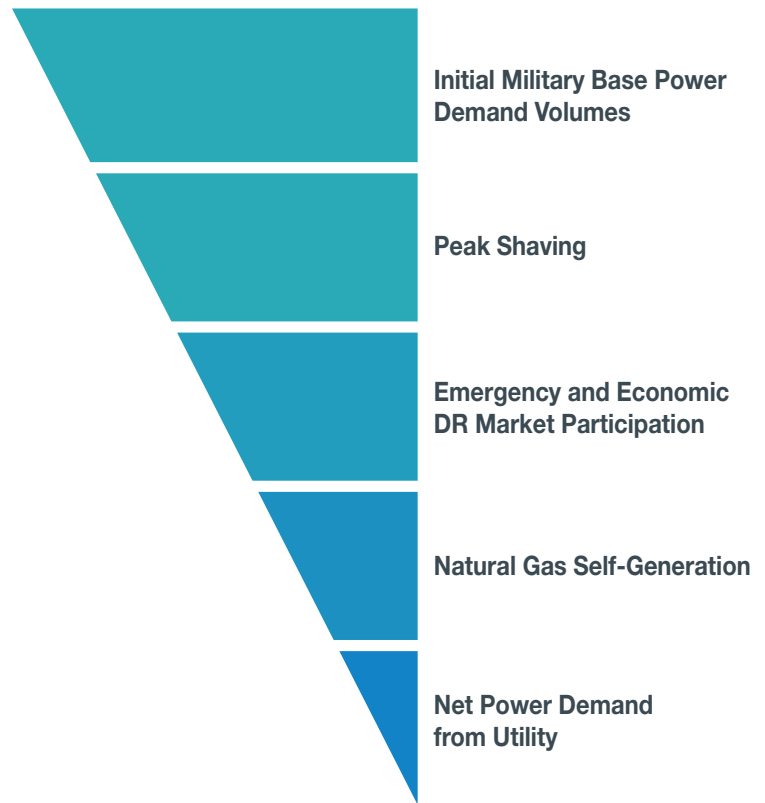 Initial Military Base Power
Demand Volumes
Peak Shaving
Emergency and Economic
DR Market Participation
Natural Gas Self-Generation
Net Power Demand
from Utility